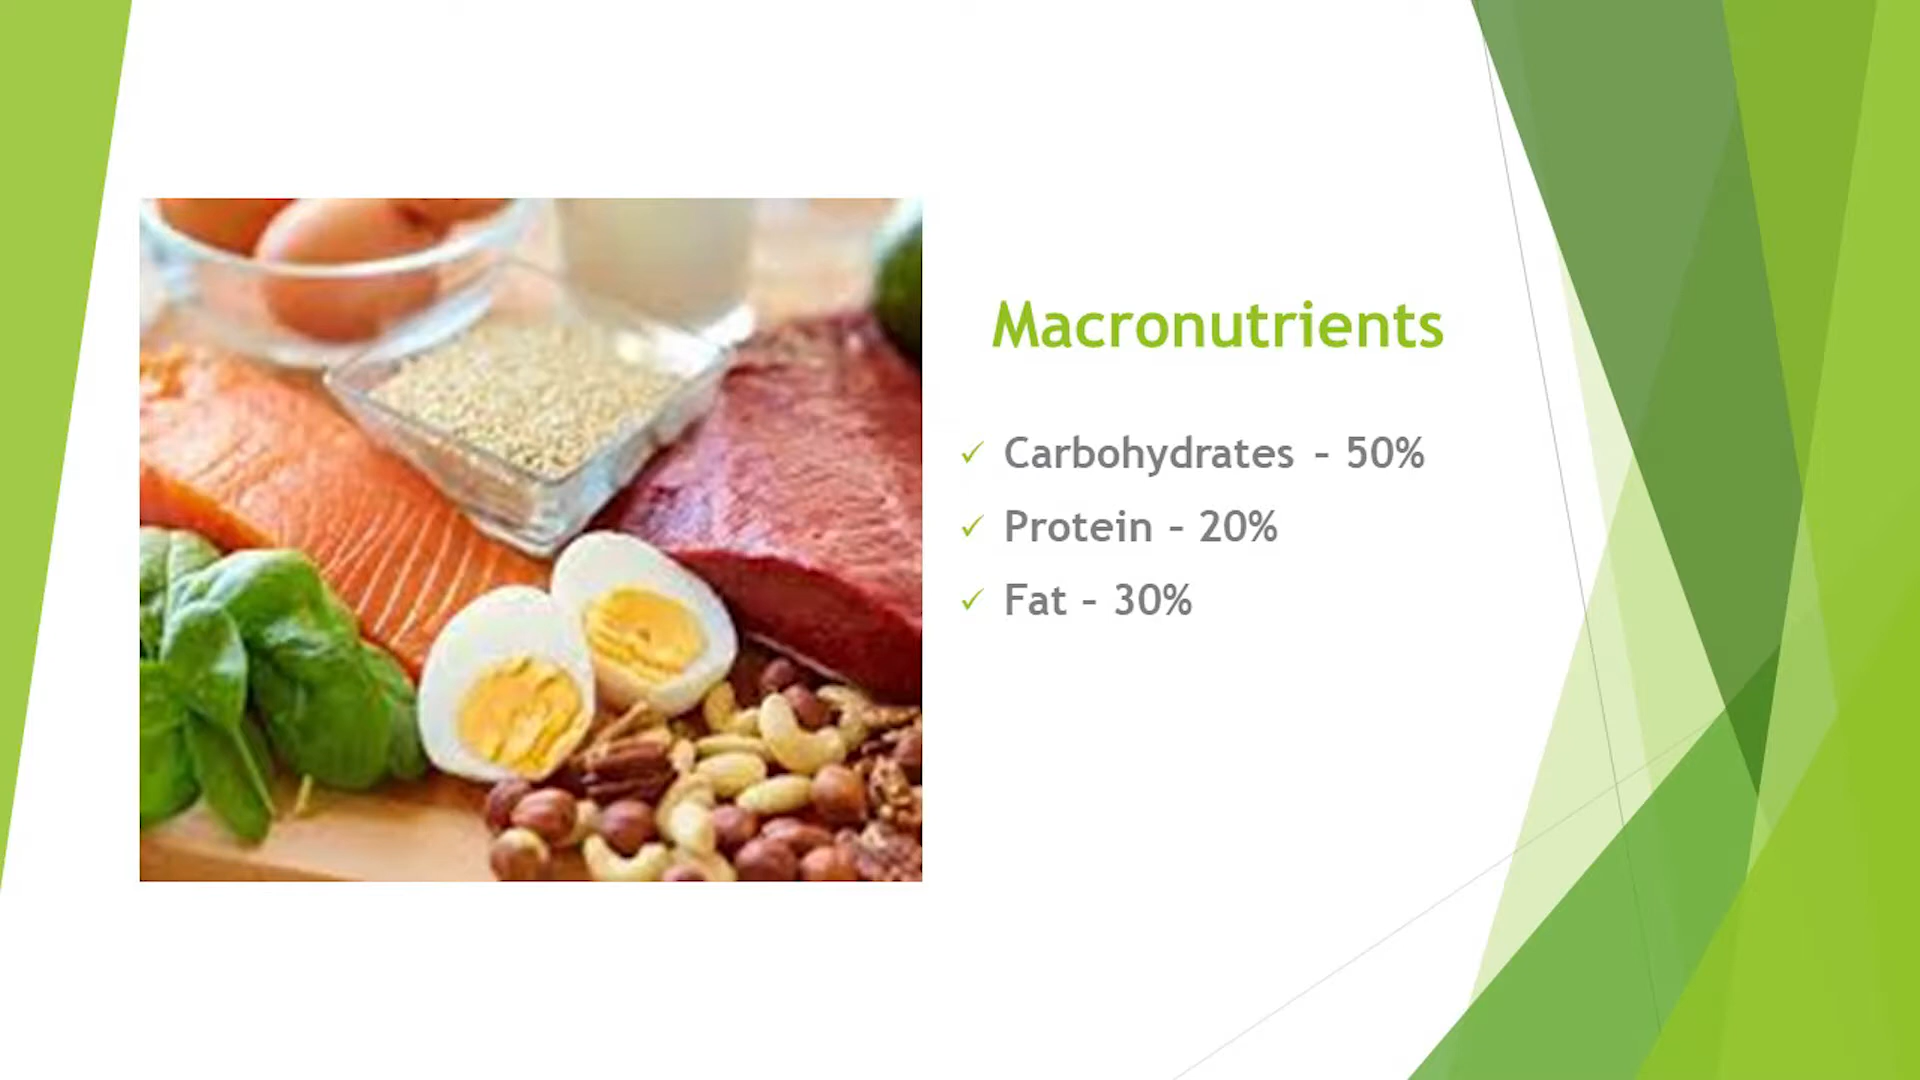 Macronutrients
✓ Carbohydrates – 50%
✓ Protein – 20%
✓ Fat – 30%